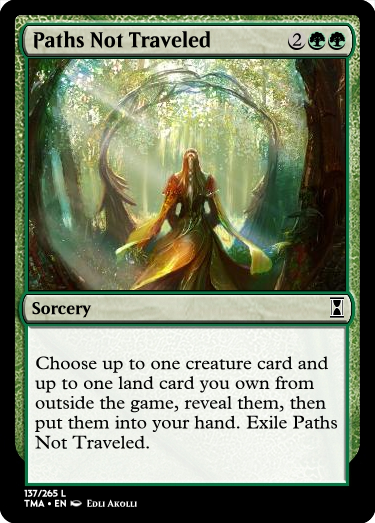 Paths Not Traveled 2
Sorcery
Choose up to one creature card and
up to one land card you own from
outside the game, reveal them, then
put them into your hand. Exile Paths
Not Traveled.
137/265 L
TMA • EN Edli Akolli